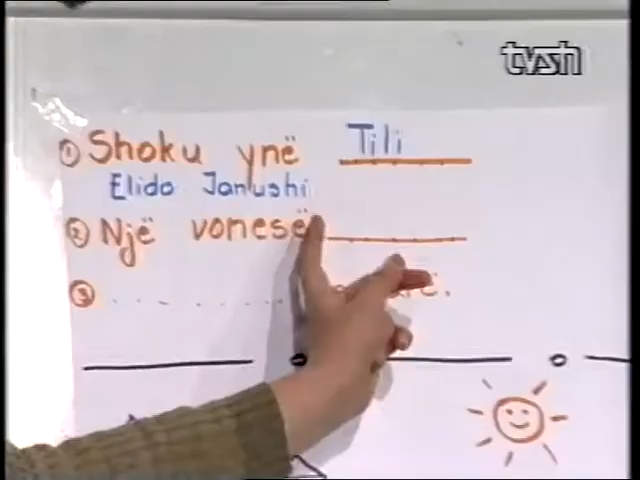 tvsh
① Shoku ynë Tili
Elido Janushi
② Një vonesë
③